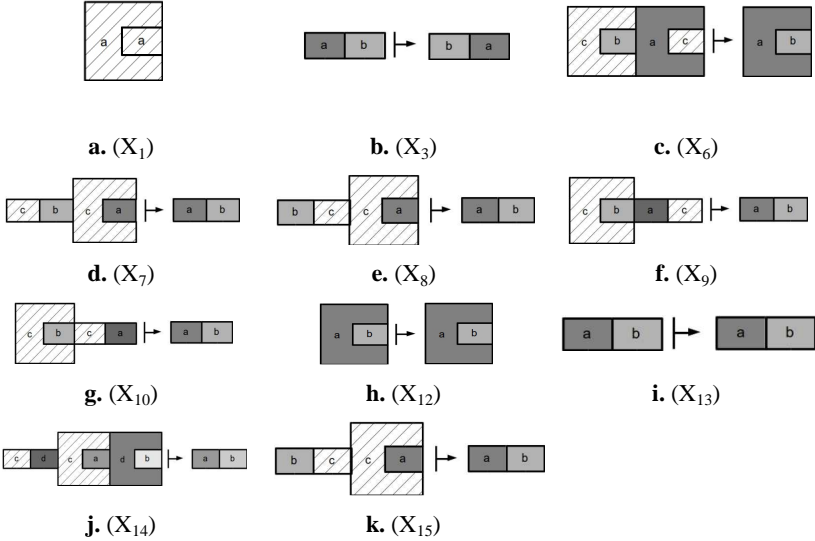 a a
a b b a
c b a c a b
a. (X₁) b. (X₃) c. (X₆)
c b c a a b
b c c a a b
c b a c a b
d. (X₇) e. (X₈) f. (X₉)
c b c a a b
a b a b
a b a b
g. (X₁₀) h. (X₁₂) i. (X₁₃)
c d c a d b a b
b c c a a b
j. (X₁₄) k. (X₁₅)